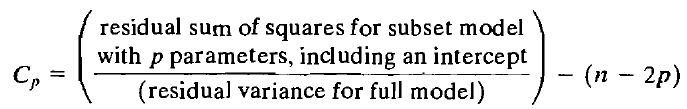 residual sum of squares for subset model
with p parameters, including an intercept
C_p = ( / ) − (n − 2p)
(residual variance for full model)